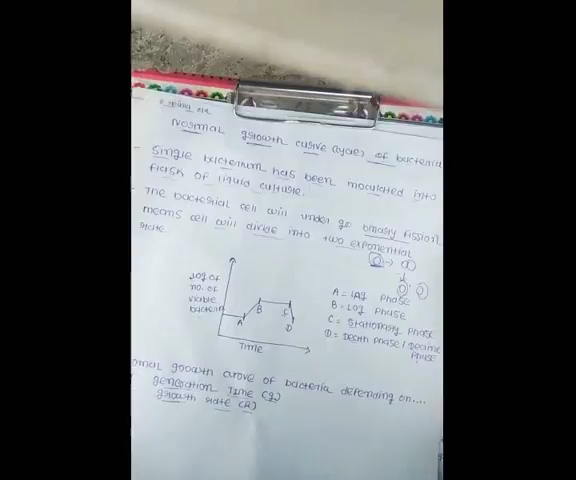 Normal growth curve (cycle) of bacteria
- Single bacterium has been inoculated into
flask of liquid culture.
- The bacterial cell will under go binary fission
means cell will divide into two exponential
state
Log of
no. of
viable
bacteria
A
B
C
D
Time
A = Lag phase
B = Log phase
C = Stationary phase
D = Death phase / Decline
phase
growth curve of bacteria depending on....
generation Time (g)
growth rate (R)